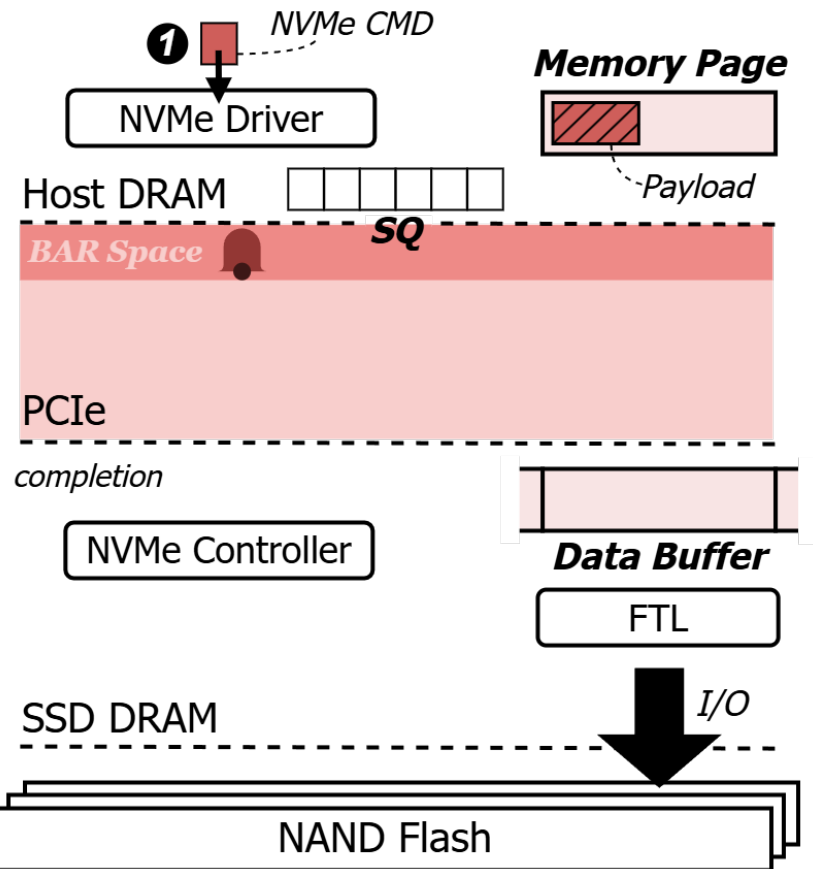 1
NVMe CMD
NVMe Driver
Memory Page
Payload
Host DRAM
SQ
BAR Space
PCIe
completion
NVMe Controller
Data Buffer
FTL
I/O
SSD DRAM
NAND Flash